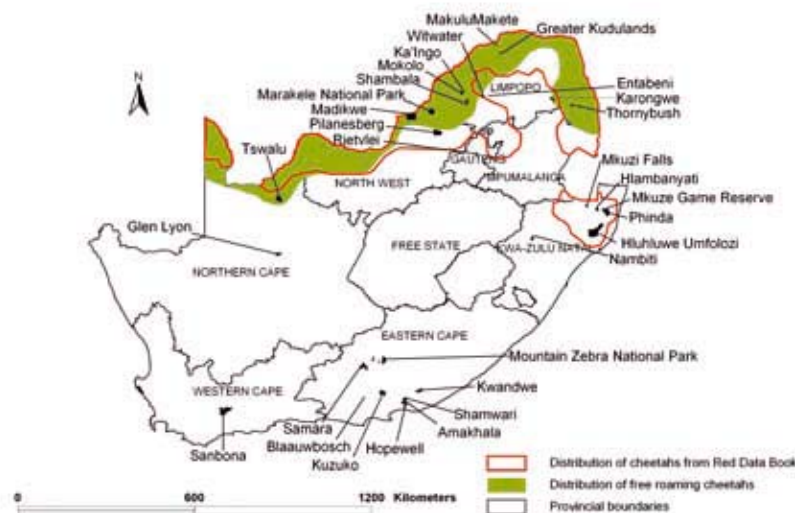 MakuluMakete
Greater Kudulands
Witwater
Ka'Ingo
Mokolo
Shambala
Marakele National Park
Madikwe
Pilanesberg
Rietvlei
Tswalu
Glen Lyon
N
LIMPOPO
Entabeni
Karongwe
Thornybush
GAUTENG
MPUMALANGA
NORTH WEST
Mkuzi Falls
Hlambanyati
Mkuze Game Reserve
Phinda
Hluhluwe Umfolozi
Nambiti
FREE STATE
KWA-ZULU NATAL
NORTHERN CAPE
EASTERN CAPE
Mountain Zebra National Park
WESTERN CAPE
Kwandwe
Shamwari
Amakhala
Samara
Blaauwbosch
Hopewell
Kuzuko
Sanbona
Distribution of cheetahs from Red Data Book
Distribution of free roaming cheetahs
Provincial boundaries
0 600 1200 Kilometers